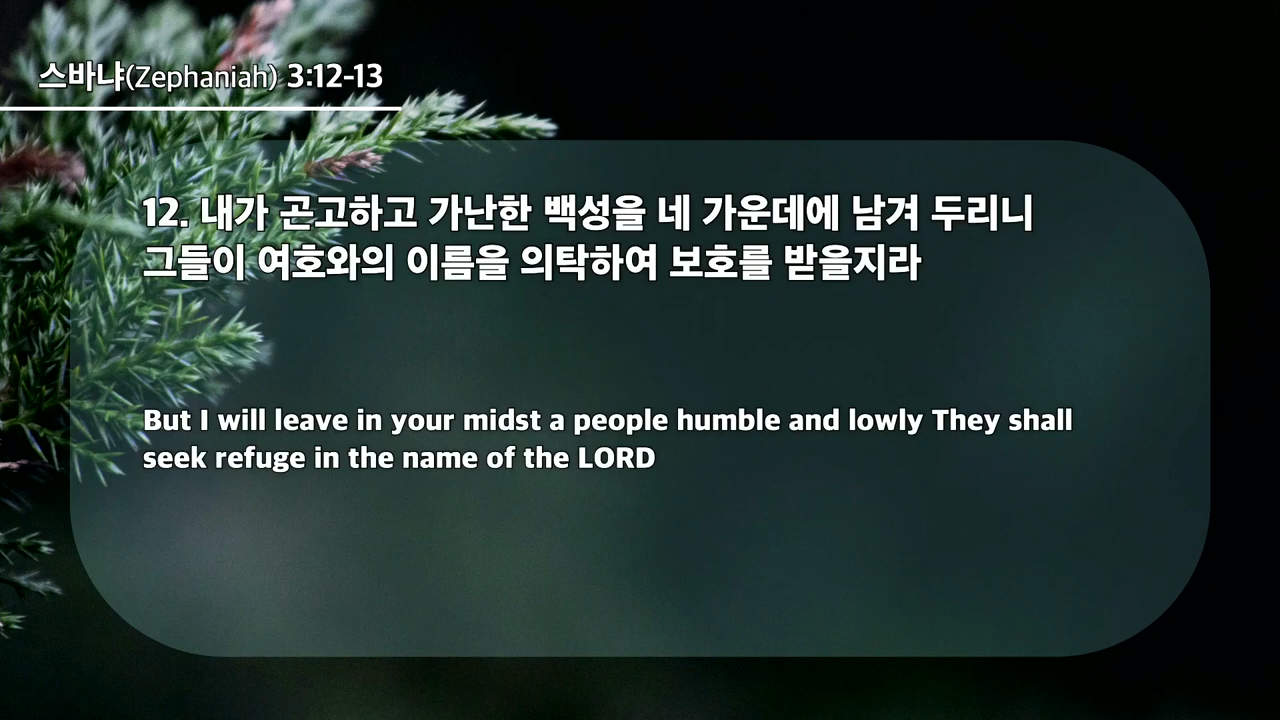 스바냐(Zephaniah) 3:12-13
12. 내가 곤고하고 가난한 백성을 네 가운데에 남겨 두리니
그들이 여호와의 이름을 의탁하여 보호를 받을지라
But I will leave in your midst a people humble and lowly They shall
seek refuge in the name of the LORD